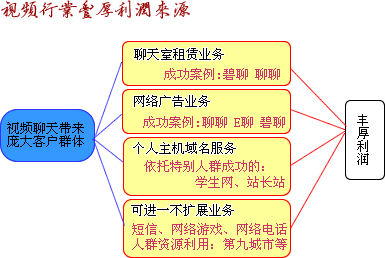 視頻行業豐厚利潤來源
聊天室租赁业务
成功案例:碧聊 聊聊
网络广告业务
成功案例:聊聊 E聊 碧聊
视频聊天带来
庞大客户群体
个人主机域名服务
依托特别人群成功的:
学生网、站长站
可进一不扩展业务
短信、网络游戏、网络电话
人群资源利用: 第九城市等
丰
厚
利
润